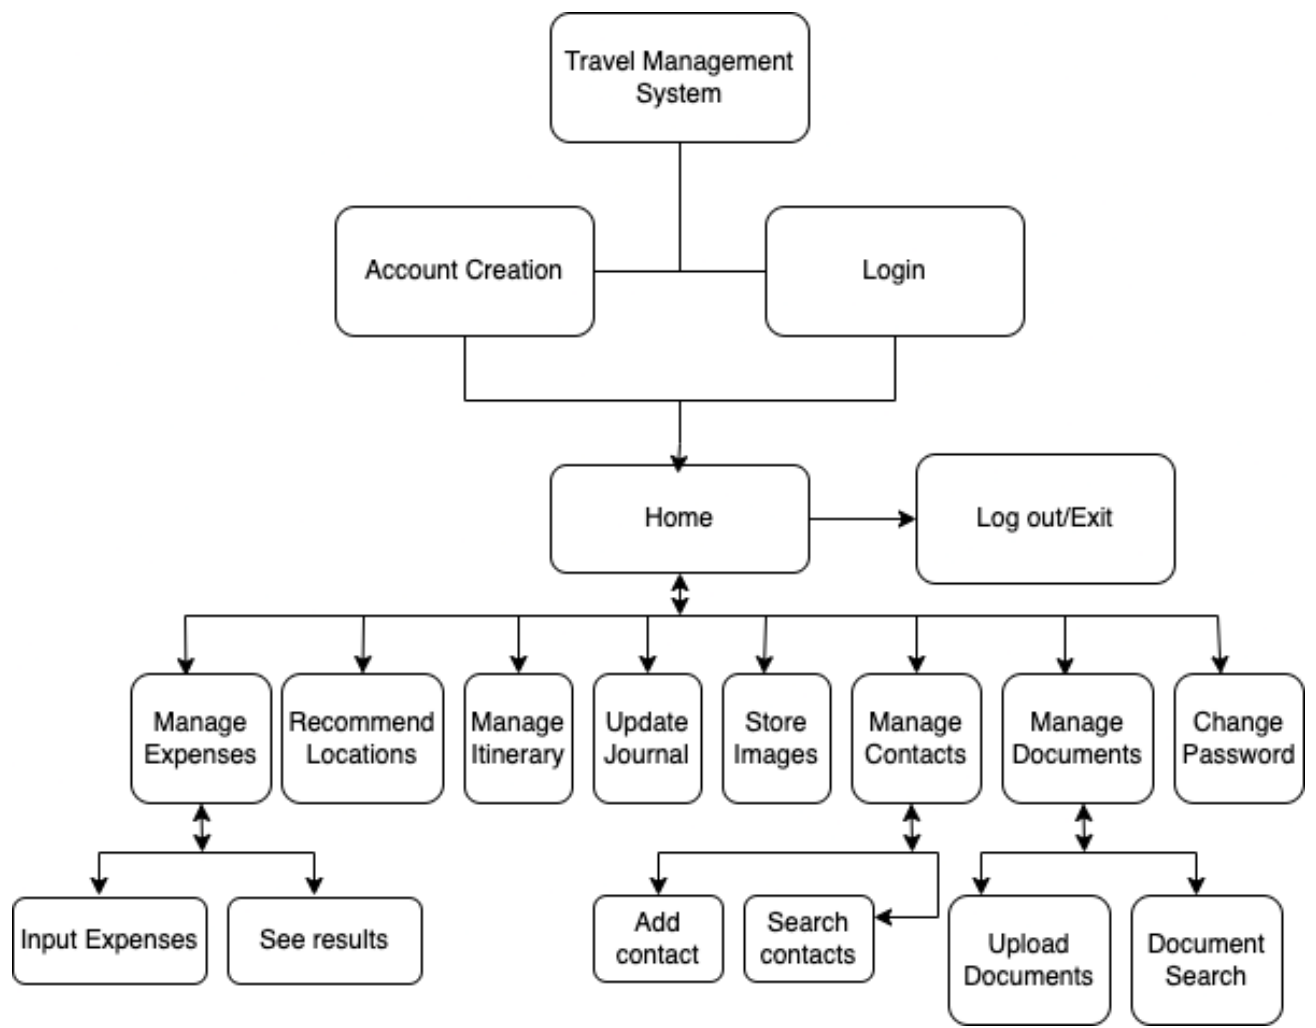 Travel Management
System
Account Creation
Login
Home
Log out/Exit
Manage
Expenses
Recommend
Locations
Manage
Itinerary
Update
Journal
Store
Images
Manage
Contacts
Manage
Documents
Change
Password
Input Expenses
See results
Add
contact
Search
contacts
Upload
Documents
Document
Search